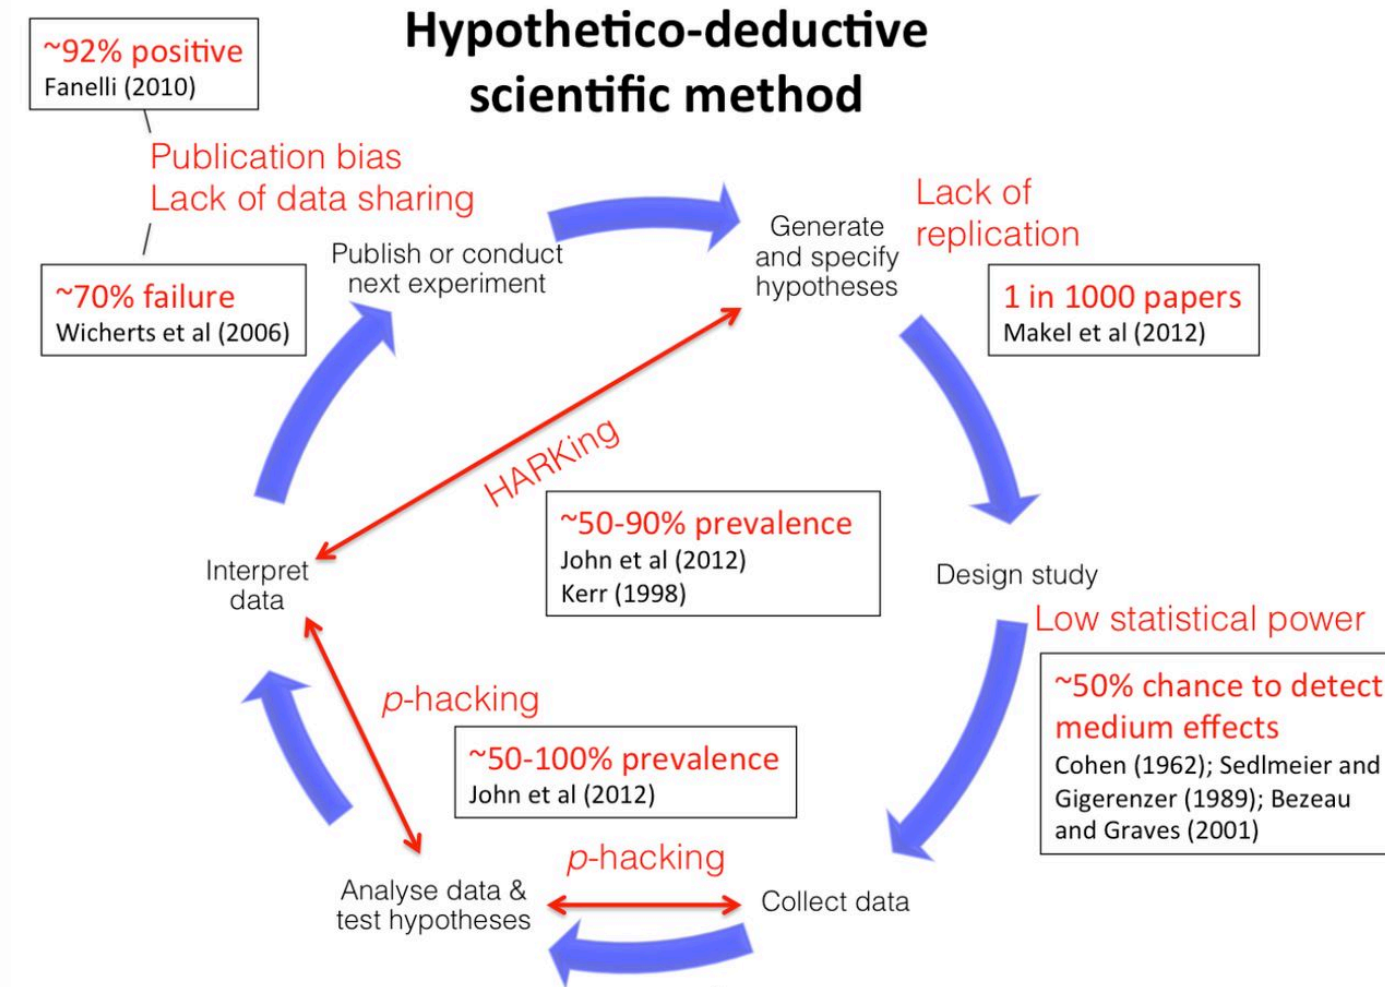 Hypothetico-deductive
scientific method
~92% positive
Fanelli (2010)
Publication bias
Lack of data sharing
~70% failure
Wicherts et al (2006)
Publish or conduct
next experiment
Generate
and specify
hypotheses
Lack of
replication
1 in 1000 papers
Makel et al (2012)
HARKing
~50-90% prevalence
John et al (2012)
Kerr (1998)
Interpret
data
Design study
Low statistical power
~50% chance to detect
medium effects
Cohen (1962); Sedlmeier and
Gigerenzer (1989); Bezeau
and Graves (2001)
p-hacking
~50-100% prevalence
John et al (2012)
p-hacking
Analyse data &
test hypotheses
Collect data